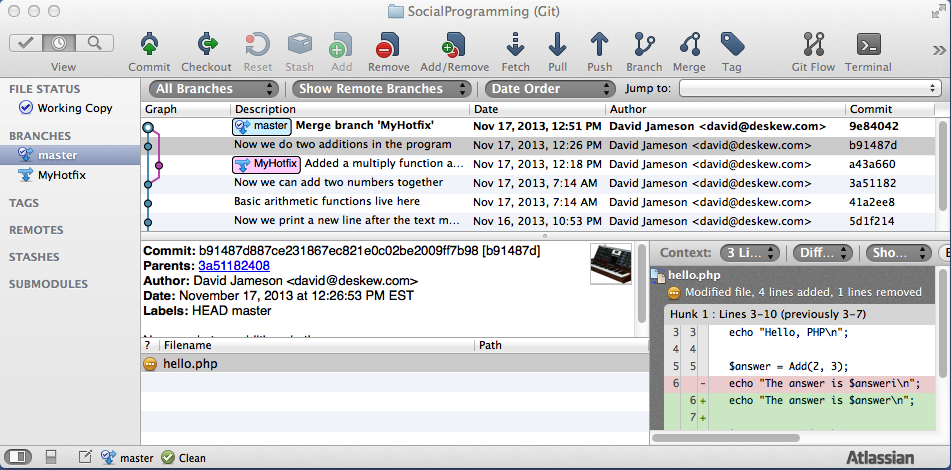 SocialProgramming (Git)
View Commit Checkout Reset Stash Add Remove Add/Remove Fetch Pull Push Branch Merge Tag Git Flow Terminal
FILE STATUS
Working Copy
BRANCHES
master
MyHotfix
TAGS
REMOTES
STASHES
SUBMODULES
All Branches Show Remote Branches Date Order Jump to:
Graph Description Date Author Commit
master Merge branch 'MyHotfix' Nov 17, 2013, 12:51 PM David Jameson <david@deskew.com> 9e84042
Now we do two additions in the program Nov 17, 2013, 12:26 PM David Jameson <david@deskew.com> b91487d
MyHotfix Added a multiply function a... Nov 17, 2013, 12:18 PM David Jameson <david@deskew.com> a43a660
Now we can add two numbers together Nov 17, 2013, 7:14 AM David Jameson <david@deskew.com> 3a51182
Basic arithmetic functions live here Nov 17, 2013, 7:14 AM David Jameson <david@deskew.com> 41a2ee8
Now we print a new line after the text m... Nov 16, 2013, 10:53 PM David Jameson <david@deskew.com> 5d1f214
Commit: b91487d887ce231867ec821e0c02be2009ff7b98 [b91487d]
Parents: 3a51182408
Author: David Jameson <david@deskew.com>
Date: November 17, 2013 at 12:26:53 PM EST
Labels: HEAD master
? Filename Path
hello.php
Context: 3 Li... Diff... Sho...
hello.php
Modified file, 4 lines added, 1 lines removed
Hunk 1 : Lines 3-10 (previously 3-7)
3 3 echo "Hello, PHP\n";
4 4
5 5 $answer = Add(2, 3);
6 - echo "The answer is $answeri\n";
6 + echo "The answer is $answer\n";
7 +
master Clean
Atlassian